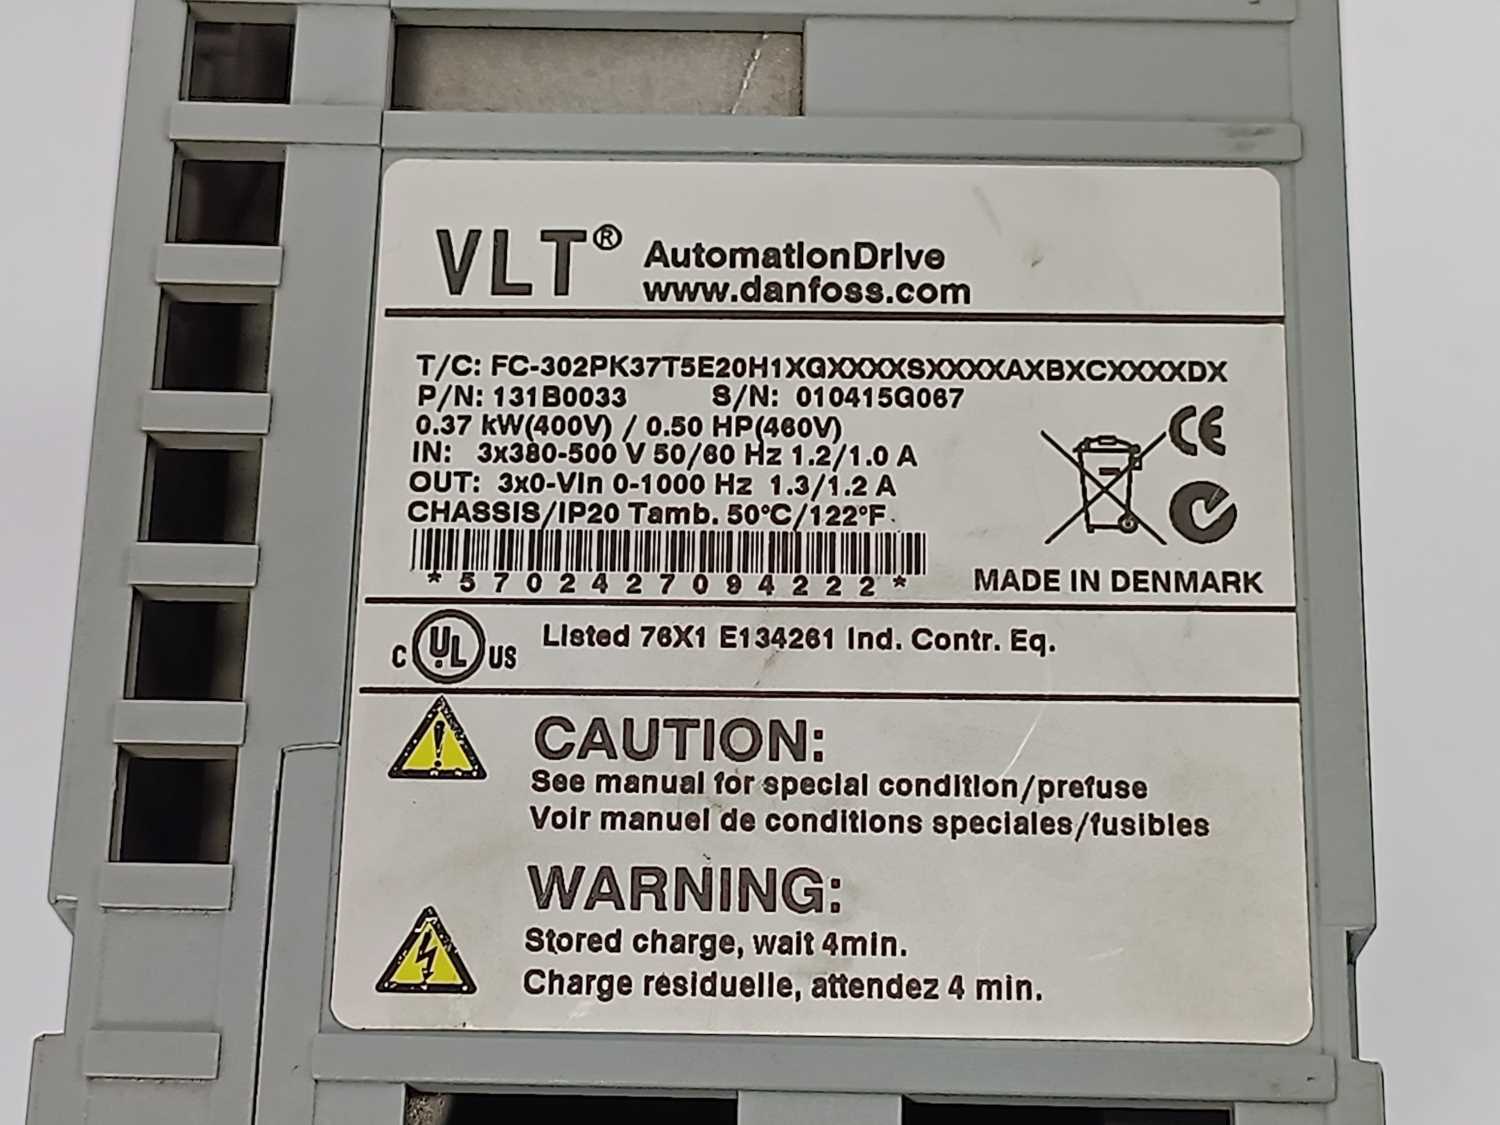 VLT® AutomationDrive
www.danfoss.com
T/C: FC-302PK37T5E20H1XGXXXXSXXXXAXBXCXXXXDX
P/N: 131B0033 S/N: 010415G067
0.37 kW(400V) / 0.50 HP(460V)
IN: 3x380-500 V 50/60 Hz 1.2/1.0 A
OUT: 3x0-Vin 0-1000 Hz 1.3/1.2 A
CHASSIS/IP20 Tamb. 50°C/122°F
*5702427094222*
MADE IN DENMARK
C UL US Listed 76X1 E134261 Ind. Contr. Eq.
CAUTION:
See manual for special condition/prefuse
Voir manuel de conditions speciales/fusibles
WARNING:
Stored charge, wait 4min.
Charge résiduelle, attendez 4 min.